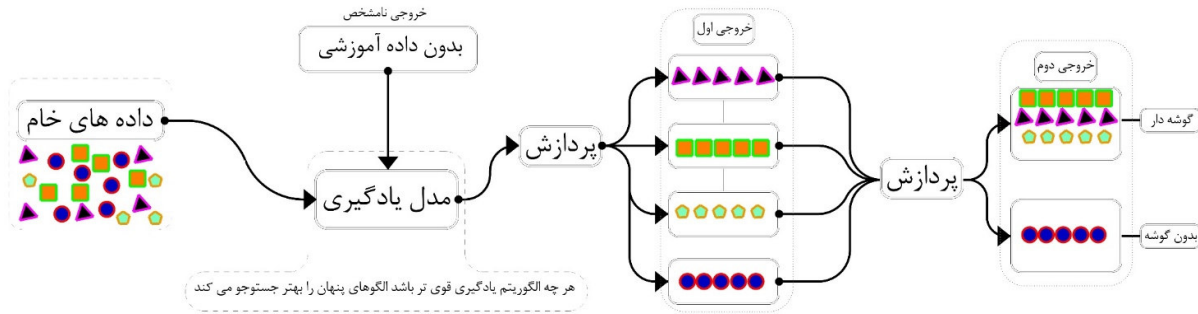 داده های خام
خروجی نامشخص
بدون داده آموزشی
مدل یادگیری
هر چه الگوریتم یادگیری قوی تر باشد الگوهای پنهان را بهتر جستوجو می کند
پردازش
خروجی اول
پردازش
خروجی دوم
گوشه دار
بدون گوشه